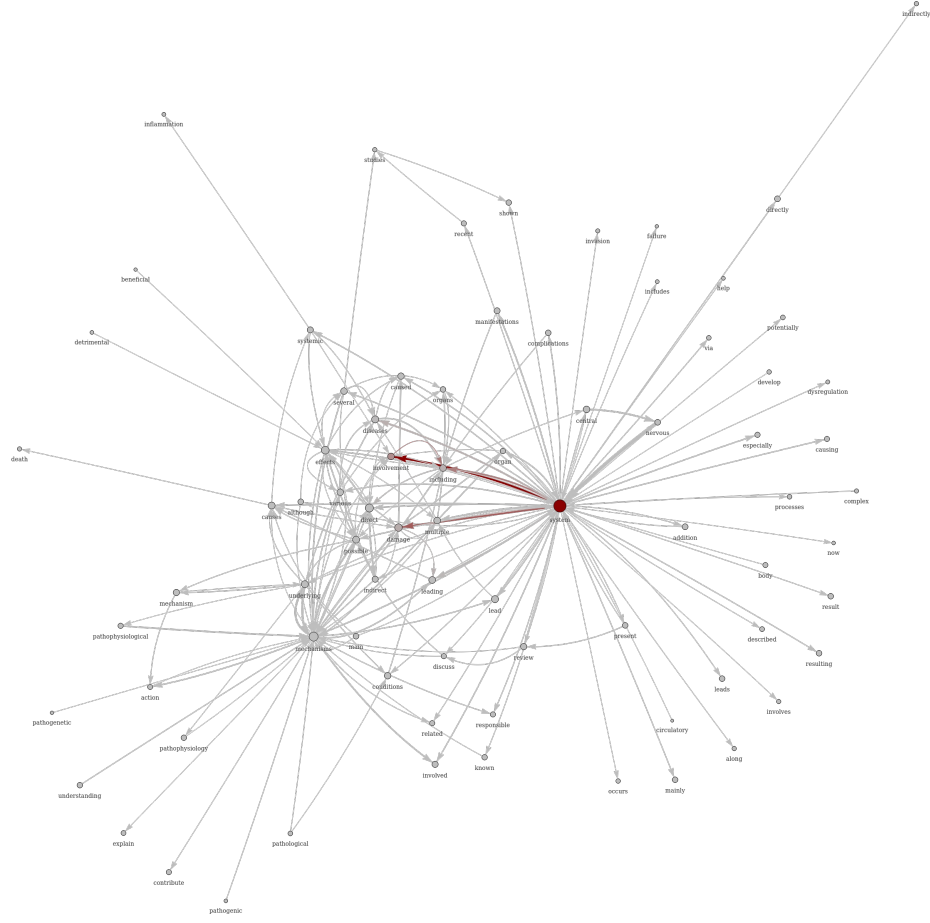 indirectly
inflammation
studies
directly
shown
recent
invasion
failure
beneficial
help
includes
manifestations
potentially
detrimental
systemic
complications
via
caused
develop
dysregulation
several
organs
central
diseases
nervous
especially
causing
death
effects
involvement
organ
including
various
processes
complex
causes
although
direct
system
damage
multiple
addition
possible
now
body
mechanism
underlying
indirect
leading
result
lead
pathophysiological
mechanisms
main
present
described
discuss
review
resulting
action
conditions
leads
pathogenetic
involves
pathophysiology
related
responsible
circulatory
along
understanding
involved
known
occurs
mainly
explain
pathological
contribute
pathogenic